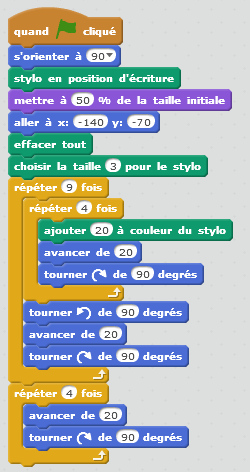 quand cliqué
s'orienter à 90
stylo en position d'écriture
mettre à 50 % de la taille initiale
aller à x: -140 y: -70
effacer tout
choisir la taille 3 pour le stylo
répéter 9 fois
répéter 4 fois
ajouter 20 à couleur du stylo
avancer de 20
tourner de 90 degrés
tourner de 90 degrés
avancer de 20
tourner de 90 degrés
répéter 4 fois
avancer de 20
tourner de 90 degrés